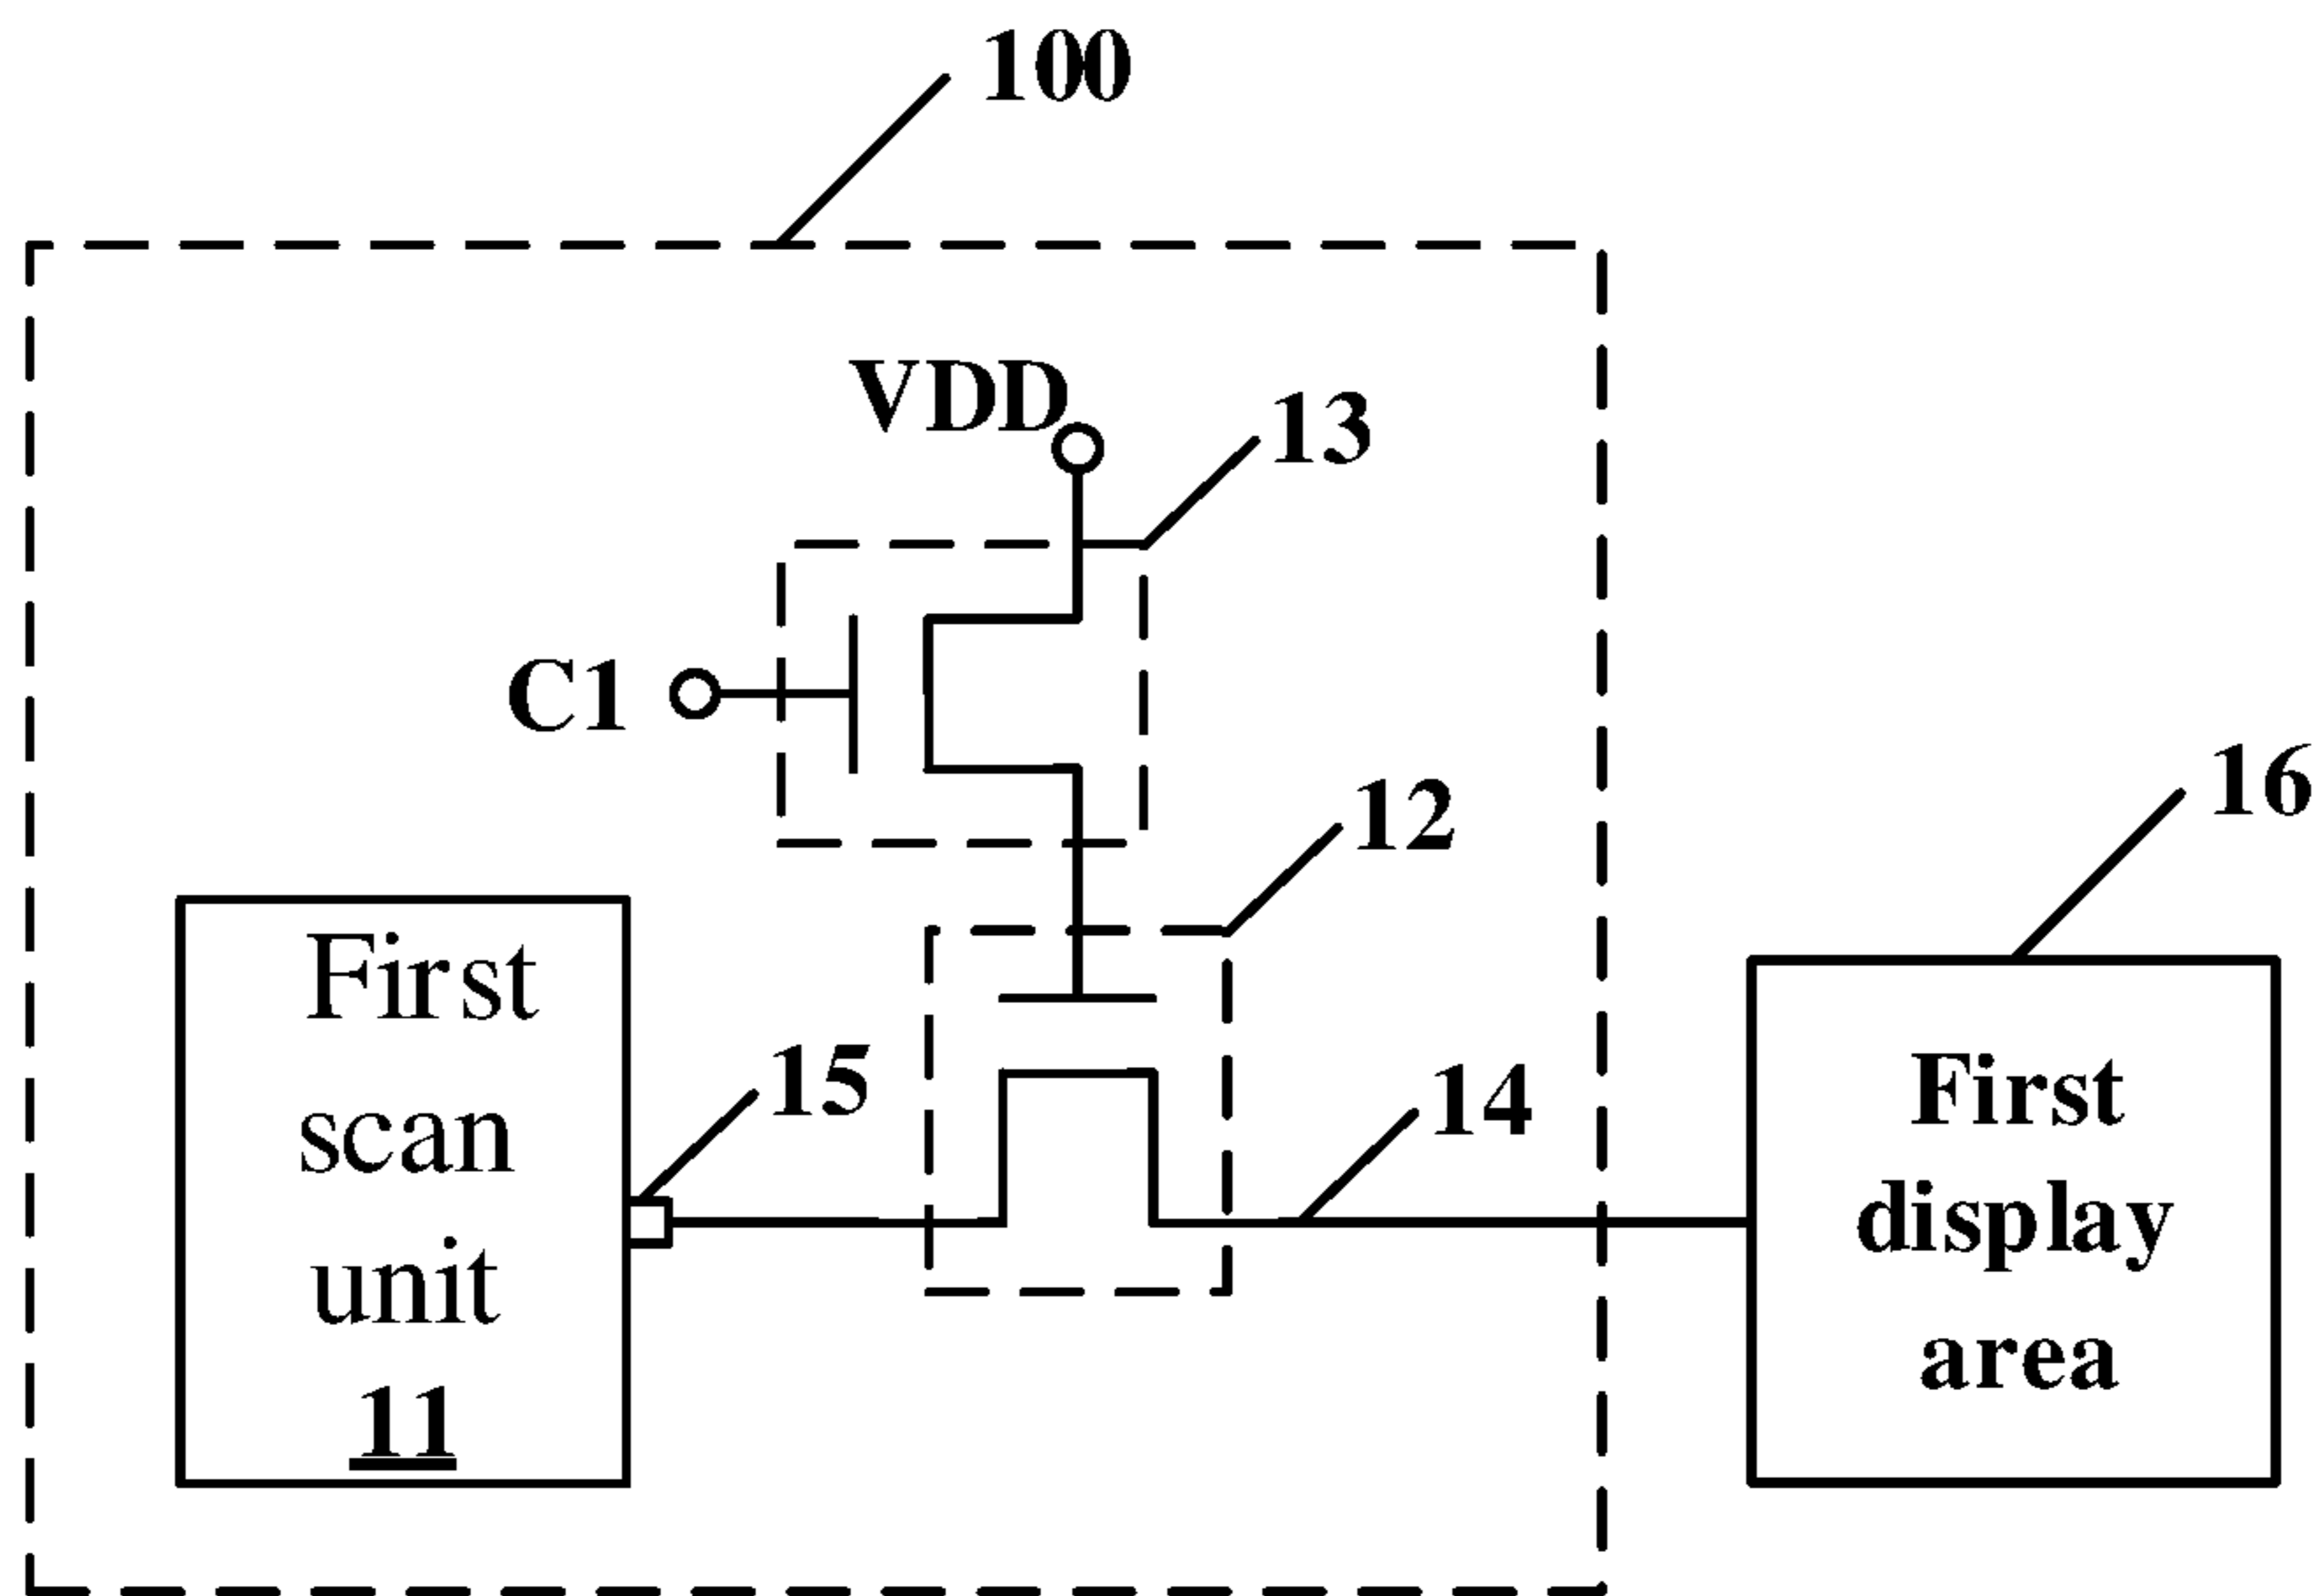 100
VDD
13
C1
12
16
First
scan
unit
11
15
14
First
display
area